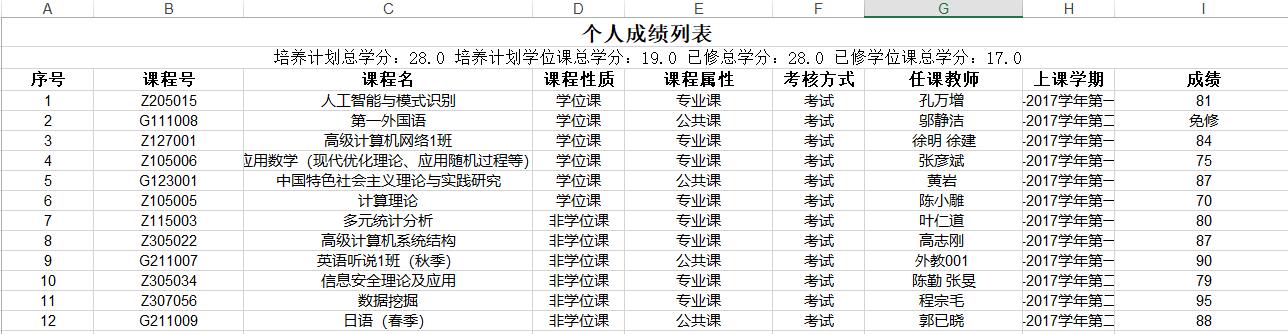 A B C D E F G H I
个人成绩列表
培养计划总学分：28.0 培养计划学位课总学分：19.0 已修总学分：28.0 已修学位课总学分：17.0
序号 课程号 课程名 课程性质 课程属性 考核方式 任课教师 上课学期 成绩
1 Z205015 人工智能与模式识别 学位课 专业课 考试 孔万增 -2017学年第一 81
2 G111008 第一外国语 学位课 公共课 考试 邬静洁 -2017学年第二 免修
3 Z127001 高级计算机网络1班 学位课 专业课 考试 徐明 徐建 -2017学年第一 84
4 Z105006 应用数学（现代优化理论、应用随机过程等） 学位课 专业课 考试 张彦斌 -2017学年第一 75
5 G123001 中国特色社会主义理论与实践研究 学位课 公共课 考试 黄岩 -2017学年第一 87
6 Z105005 计算理论 学位课 专业课 考试 陈小雕 -2017学年第一 70
7 Z115003 多元统计分析 非学位课 专业课 考试 叶仁道 -2017学年第一 80
8 Z305022 高级计算机系统结构 非学位课 专业课 考试 高志刚 -2017学年第一 87
9 G211007 英语听说1班（秋季） 非学位课 公共课 考试 外教001 -2017学年第一 90
10 Z305034 信息安全理论及应用 非学位课 专业课 考试 陈勤 张旻 -2017学年第二 79
11 Z307056 数据挖掘 非学位课 专业课 考试 程宗毛 -2017学年第二 95
12 G211009 日语（春季） 非学位课 公共课 考试 郭已晓 -2017学年第二 88